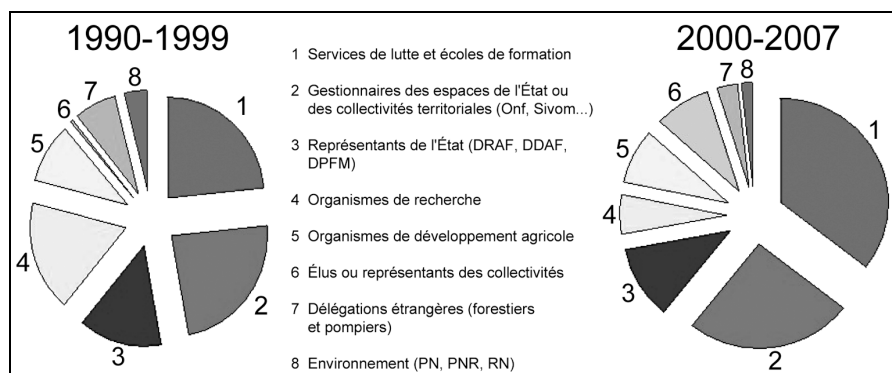 1990-1999
8
7
6
5
4
3
2
1
1 Services de lutte et écoles de formation
2 Gestionnaires des espaces de l'État ou
des collectivités territoriales (Onf, Sivom...)
3 Représentants de l'État (DRAF, DDAF,
DPFM)
4 Organismes de recherche
5 Organismes de développement agricole
6 Élus ou représentants des collectivités
7 Délégations étrangères (forestiers
et pompiers)
8 Environnement (PN, PNR, RN)
2000-2007
7
8
6
5
4
3
2
1